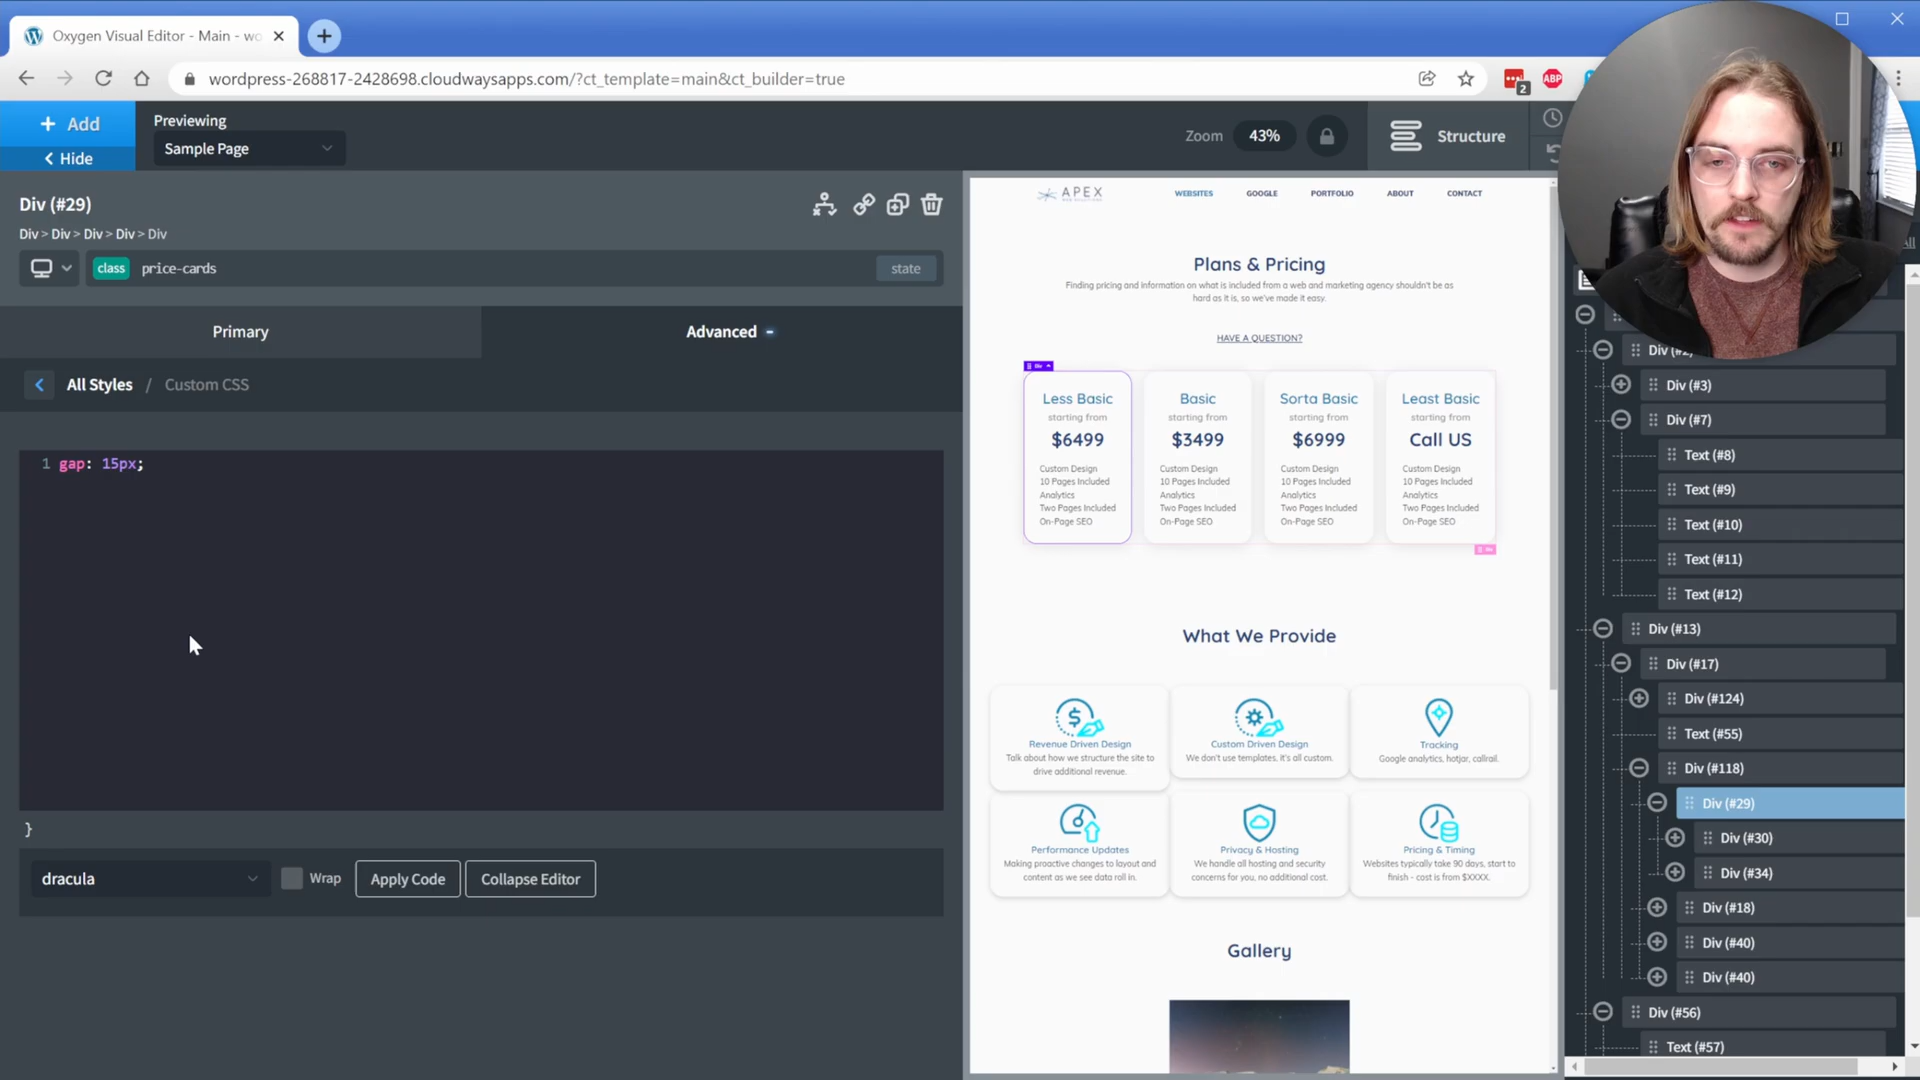 Oxygen Visual Editor - Main - wo
wordpress-268817-2428698.cloudwaysapps.com/?ct_template=main&ct_builder=true
2
ABP
+ Add
Hide
Previewing
Sample Page
Zoom
43%
Structure
Div (#29)
Div > Div > Div > Div > Div
class
price-cards
state
Primary
Advanced
All Styles / Custom CSS
1 gap: 15px;
}
dracula
Wrap
Apply Code
Collapse Editor
APEX
WEBSITES
GOOGLE
PORTFOLIO
ABOUT
CONTACT
Plans & Pricing
Finding pricing and information on what is included from a web and marketing agency shouldn't be as
hard as it is, so we've made it easy.
HAVE A QUESTION?
Div
Less Basic
starting from
$6499
Custom Design
10 Pages Included
Analytics
Two Pages Included
On-Page SEO
Basic
starting from
$3499
Custom Design
10 Pages Included
Analytics
Two Pages Included
On-Page SEO
Sorta Basic
starting from
$6999
Custom Design
10 Pages Included
Analytics
Two Pages Included
On-Page SEO
Least Basic
starting from
Call US
Custom Design
10 Pages Included
Analytics
Two Pages Included
On-Page SEO
What We Provide
Revenue Driven Design
Talk about how we structure the site to
drive additional revenue.
Custom Driven Design
We don't use templates, it's all custom.
Tracking
Google analytics, hotjar, callrail.
Performance Updates
Making proactive changes to layout and
content as we see data roll in.
Privacy & Hosting
We handle all hosting and security
concerns for you, no additional cost.
Pricing & Timing
Websites typically take 90 days, start to
finish - cost is from $XXXX.
Gallery
Div (#2)
Div (#3)
Div (#7)
Text (#8)
Text (#9)
Text (#10)
Text (#11)
Text (#12)
Div (#13)
Div (#17)
Div (#124)
Text (#55)
Div (#118)
Div (#29)
Div (#30)
Div (#34)
Div (#18)
Div (#40)
Div (#40)
Div (#56)
Text (#57)